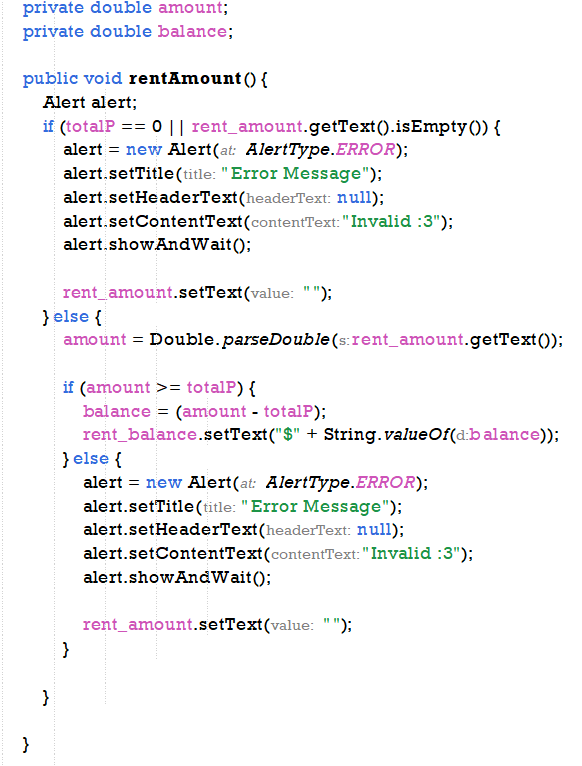 private double amount;
private double balance;
public void rentAmount() {
Alert alert;
if (totalP == 0 || rent_amount.getText().isEmpty()) {
alert = new Alert(at: AlertType.ERROR);
alert.setTitle(title: "Error Message");
alert.setHeaderText(headerText: null);
alert.setContentText(contentText:"Invalid :3");
alert.showAndWait();
rent_amount.setText(value: "");
} else {
amount = Double.parseDouble(s:rent_amount.getText());
if (amount >= totalP) {
balance = (amount - totalP);
rent_balance.setText("$" + String.valueOf(d:balance));
} else {
alert = new Alert(at: AlertType.ERROR);
alert.setTitle(title: "Error Message");
alert.setHeaderText(headerText: null);
alert.setContentText(contentText:"Invalid :3");
alert.showAndWait();
rent_amount.setText(value: "");
}
}
}